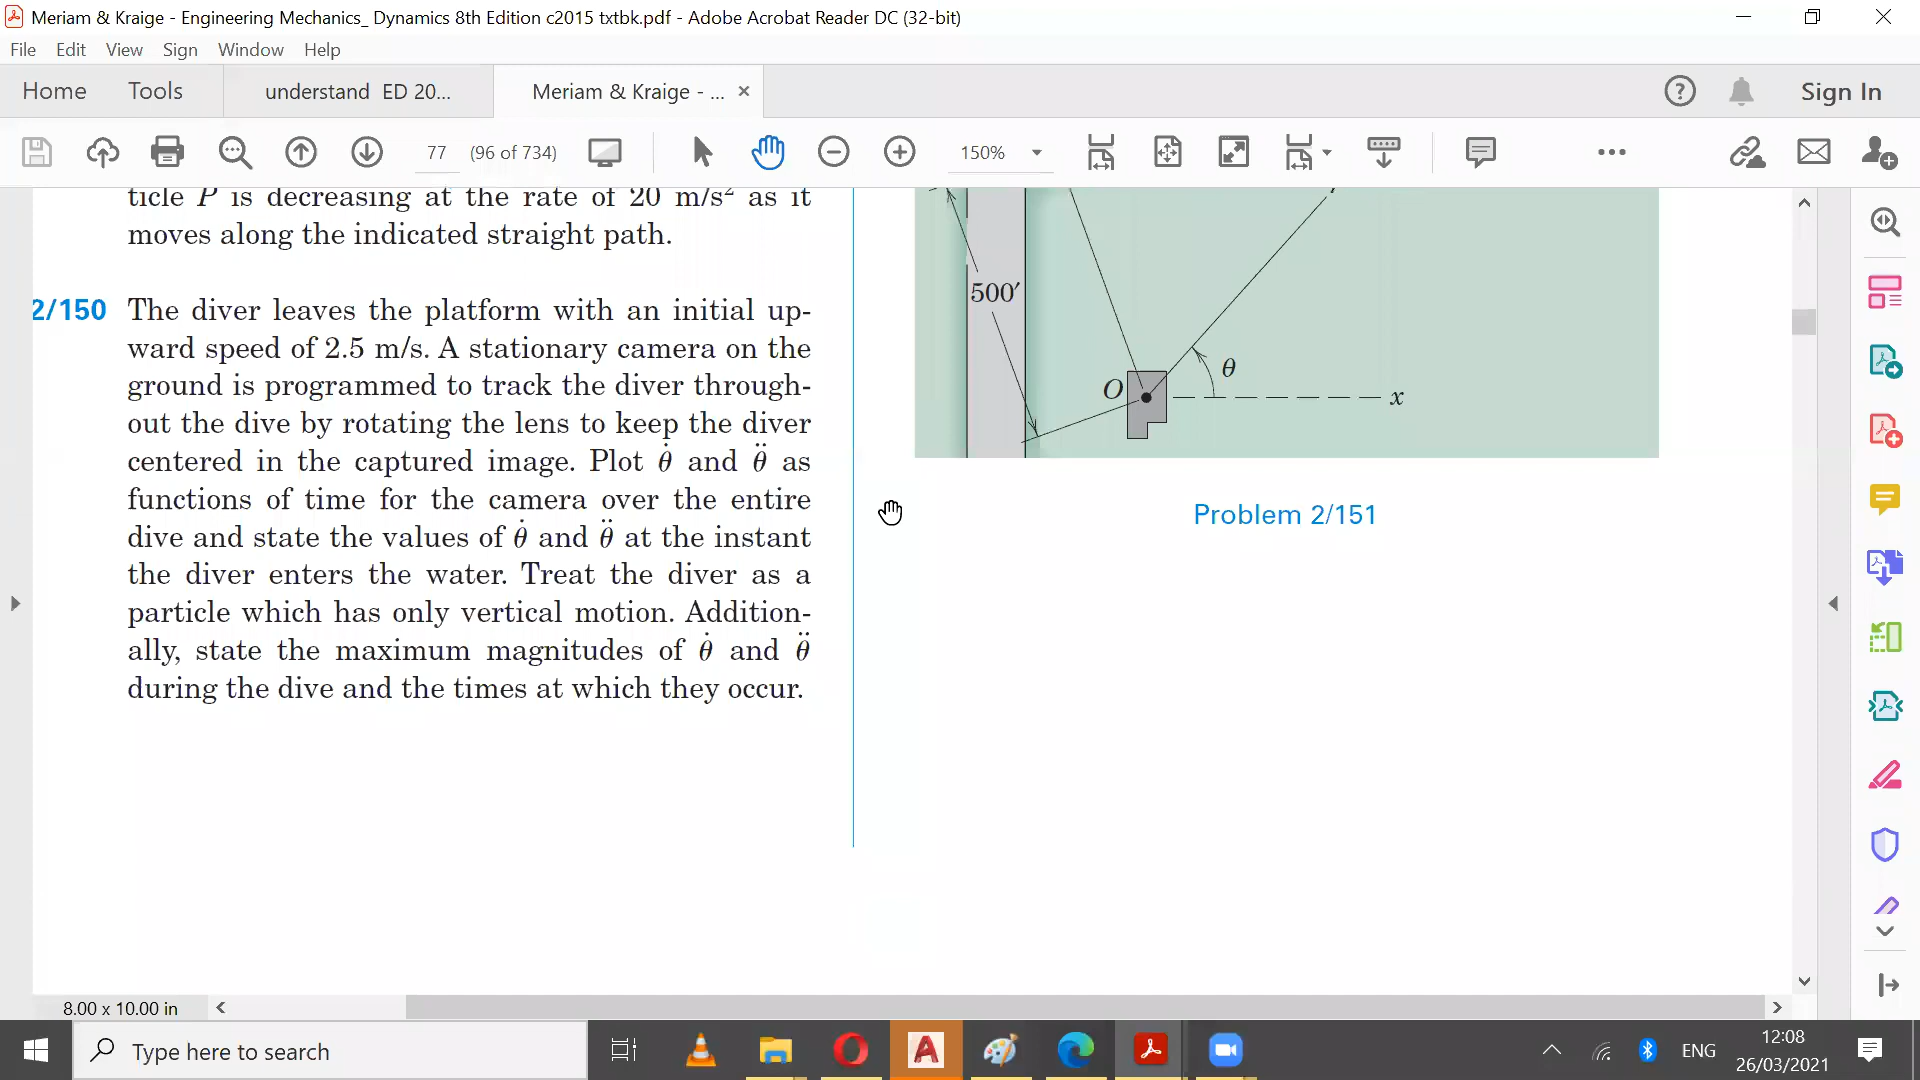 Meriam & Kraige - Engineering Mechanics_ Dynamics 8th Edition c2015 txtbk.pdf - Adobe Acrobat Reader DC (32-bit)
File Edit View Sign Window Help
Home Tools understand ED 20... Meriam & Kraige - ... × Sign In
77 (96 of 734) 150%
ticle P is decreasing at the rate of 20 m/s² as it
moves along the indicated straight path.
2/150 The diver leaves the platform with an initial up-
ward speed of 2.5 m/s. A stationary camera on the
ground is programmed to track the diver through-
out the dive by rotating the lens to keep the diver
centered in the captured image. Plot θ̇ and θ̈ as
functions of time for the camera over the entire
dive and state the values of θ̇ and θ̈ at the instant
the diver enters the water. Treat the diver as a
particle which has only vertical motion. Addition-
ally, state the maximum magnitudes of θ̇ and θ̈
during the dive and the times at which they occur.
500′
θ
O
x
Problem 2/151
8.00 x 10.00 in
Type here to search
ENG
12:08
26/03/2021